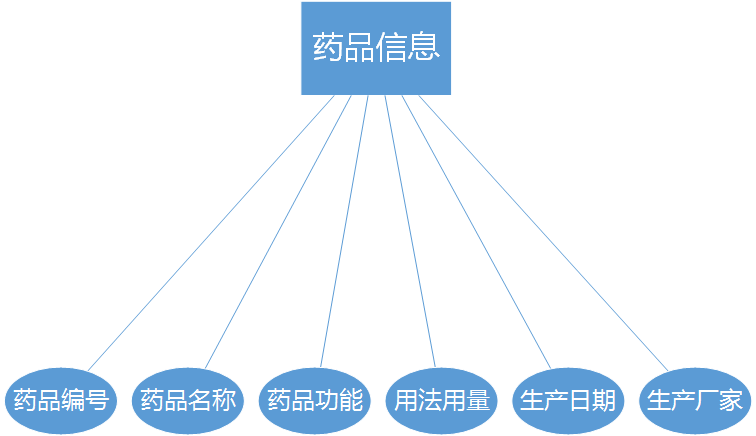 药品信息
药品编号
药品名称
药品功能
用法用量
生产日期
生产厂家